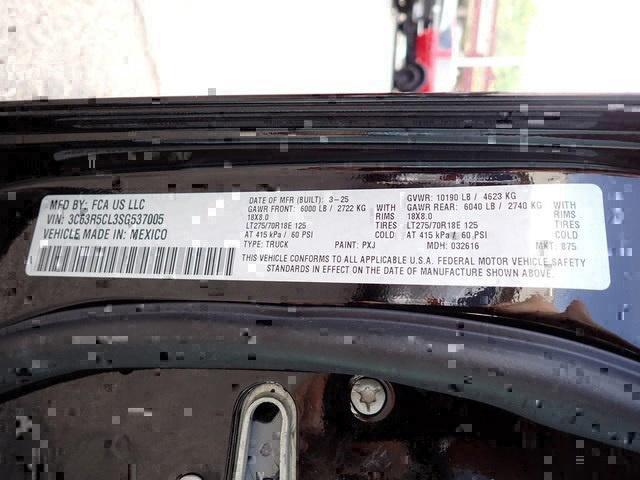 MFD BY: FCA US LLC
VIN: 3C63R5CL3SG537005
VEHICLE MADE IN: MEXICO
DATE OF MFR (BUILT): 3-25
GAWR FRONT: 6000 LB / 2722 KG WITH
18X8.0 RIMS
LT275/70R18E 125 TIRES
AT 415 kPa / 60 PSI COLD
TYPE: TRUCK PAINT: PXJ
GVWR: 10190 LB / 4623 KG
GAWR REAR: 6040 LB / 2740 KG WITH
18X8.0 RIMS
LT275/70R18E 125 TIRES
AT 415 kPa / 60 PSI COLD
MDH: 032616 MKT: 875
THIS VEHICLE CONFORMS TO ALL APPLICABLE U.S.A. FEDERAL MOTOR VEHICLE SAFETY
STANDARDS IN EFFECT ON THE DATE OF MANUFACTURE SHOWN ABOVE.